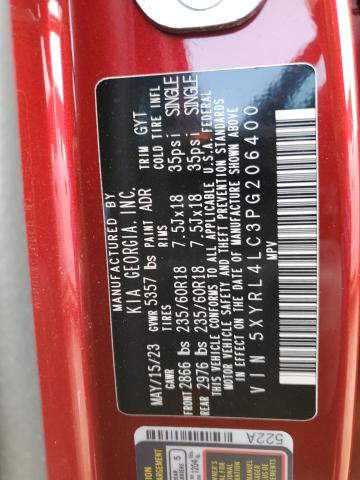 MANUFACTURED BY
KIA GEORGIA, INC.
MAY/15/23 GVWR 5357 lbs PAINT ADR TRIM GYT
GAWR TIRES RIMS COLD TIRE INFL
FRONT 2866 lbs 235/60R18 7.5Jx18 35psi SINGLE
REAR 2976 lbs 235/60R18 7.5Jx18 35psi SINGLE
THIS VEHICLE CONFORMS TO ALL APPLICABLE U.S.A. FEDERAL
MOTOR VEHICLE SAFETY AND THEFT PREVENTION STANDARDS
IN EFFECT ON THE DATE OF MANUFACTURE SHOWN ABOVE
VIN 5XYRL4LC3PG206400
MPV
522A